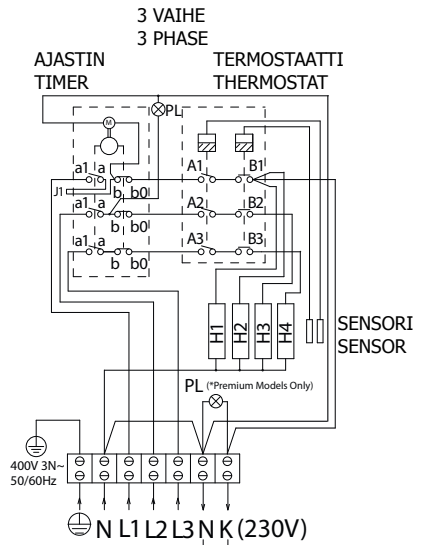 3 VAIHE
3 PHASE
AJASTIN
TIMER
TERMOSTAATTI
THERMOSTAT
PL
M
a1 a
b b0
A1
B1
J1
a1 a
b b0
A2
B2
a1 a
b b0
A3
B3
H1
H2
H3
H4
SENSORI
SENSOR
PL (*Premium Models Only)
400V 3N~
50/60Hz
N L1 L2 L3 N K (230V)